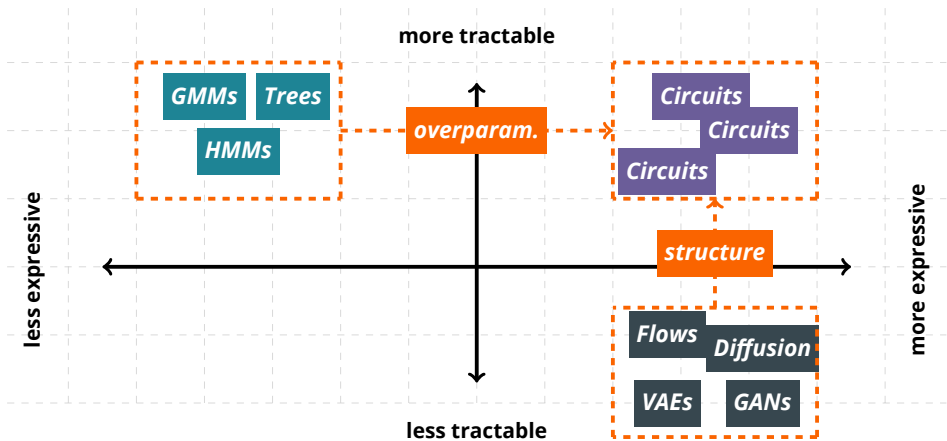 more tractable
GMMs
Trees
HMMs
overparam.
Circuits
Circuits
Circuits
less expressive
more expressive
structure
Flows
Diffusion
VAEs
GANs
less tractable